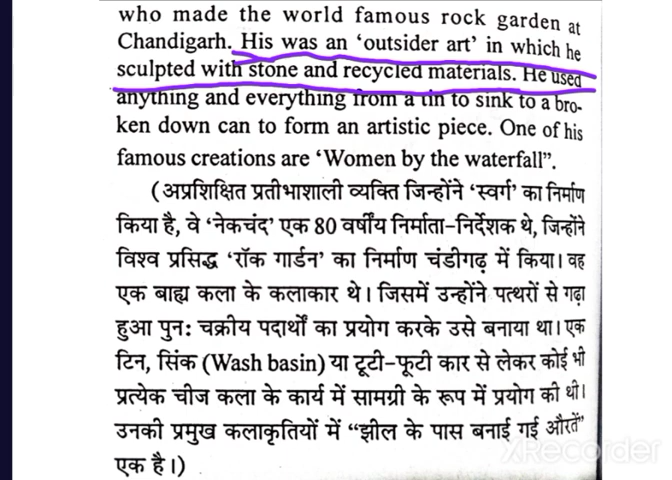 who made the world famous rock garden at
Chandigarh. His was an ‘outsider art’ in which he
sculpted with stone and recycled materials. He used
anything and everything from a tin to sink to a bro-
ken down can to form an artistic piece. One of his
famous creations are ‘Women by the waterfall”.
(अप्रशिक्षित प्रतीभाशाली व्यक्ति जिन्होंने ‘स्वर्ग’ का निर्माण
किया है, वे ‘नेकचंद’ एक 80 वर्षीय निर्माता-निर्देशक थे, जिन्होंने
विश्व प्रसिद्ध ‘रॉक गार्डन’ का निर्माण चंडीगढ़ में किया। वह
एक बाह्य कला के कलाकार थे। जिसमें उन्होंने पत्थरों से गढ़ा
हुआ पुन: चक्रीय पदार्थों का प्रयोग करके उसे बनाया था। एक
टिन, सिंक (Wash basin) या टूटी-फूटी कार से लेकर कोई भी
प्रत्येक चीज कला के कार्य में सामग्री के रूप में प्रयोग की थी।
उनकी प्रमुख कलाकृतियों में “झील के पास बनाई गई औरतें”
एक है।)
XRecorder